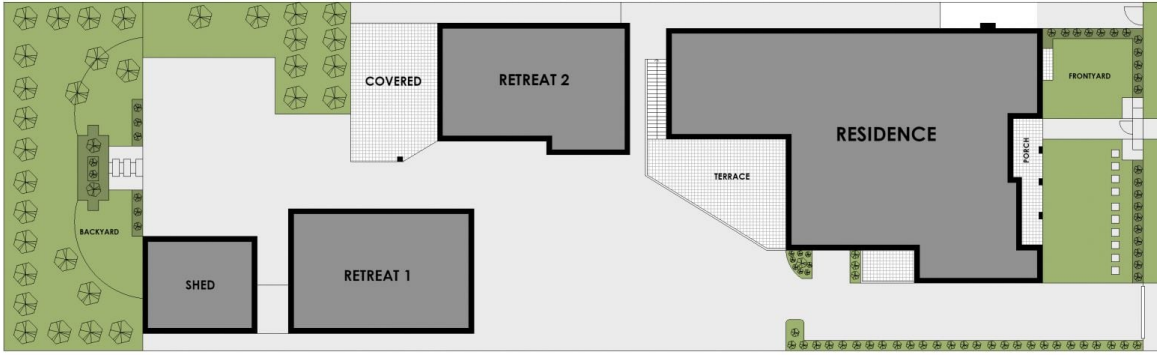 COVERED
RETREAT 2
RESIDENCE
FRONTYARD
PORCH
TERRACE
BACKYARD
SHED
RETREAT 1